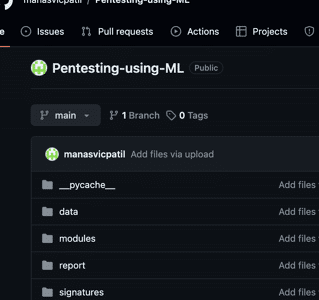 manasvicpatil / Pentesting-using-ML
Issues Pull requests Actions Projects
Pentesting-using-ML Public
main 1 Branch 0 Tags
manasvicpatil Add files via upload
__pycache__ Add files
data Add files
modules Add files
report Add files
signatures Add files